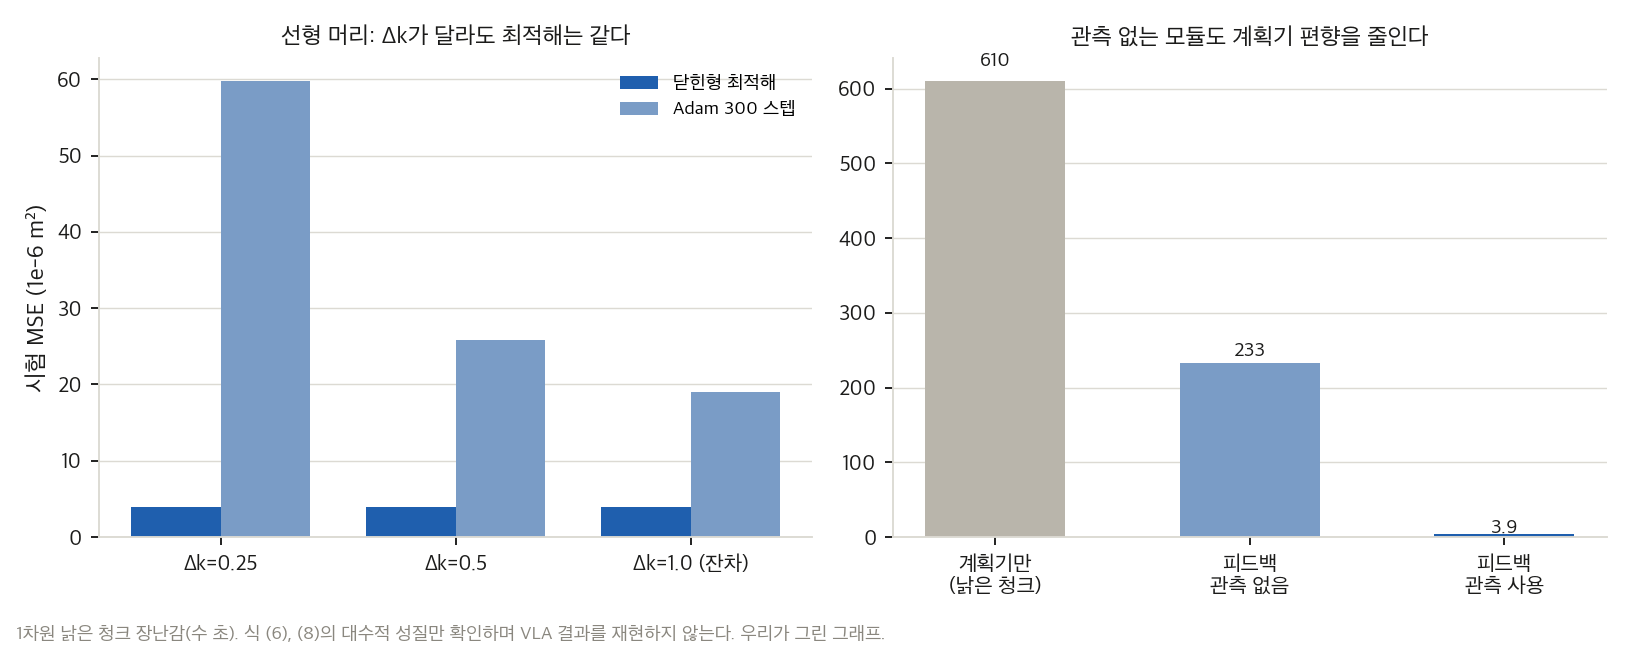 선형 머리: Δk가 달라도 최적해는 같다
시험 MSE (1e−6 m²)
60
50
40
30
20
10
0
닫힌형 최적해
Adam 300 스텝
Δk=0.25
Δk=0.5
Δk=1.0 (잔차)
관측 없는 모듈도 계획기 편향을 줄인다
600
500
400
300
200
100
0
610
233
3.9
계획기만
(낡은 청크)
피드백
관측 없음
피드백
관측 사용
1차원 낡은 청크 장난감(수 초). 식 (6), (8)의 대수적 성질만 확인하며 VLA 결과를 재현하지 않는다. 우리가 그린 그래프.